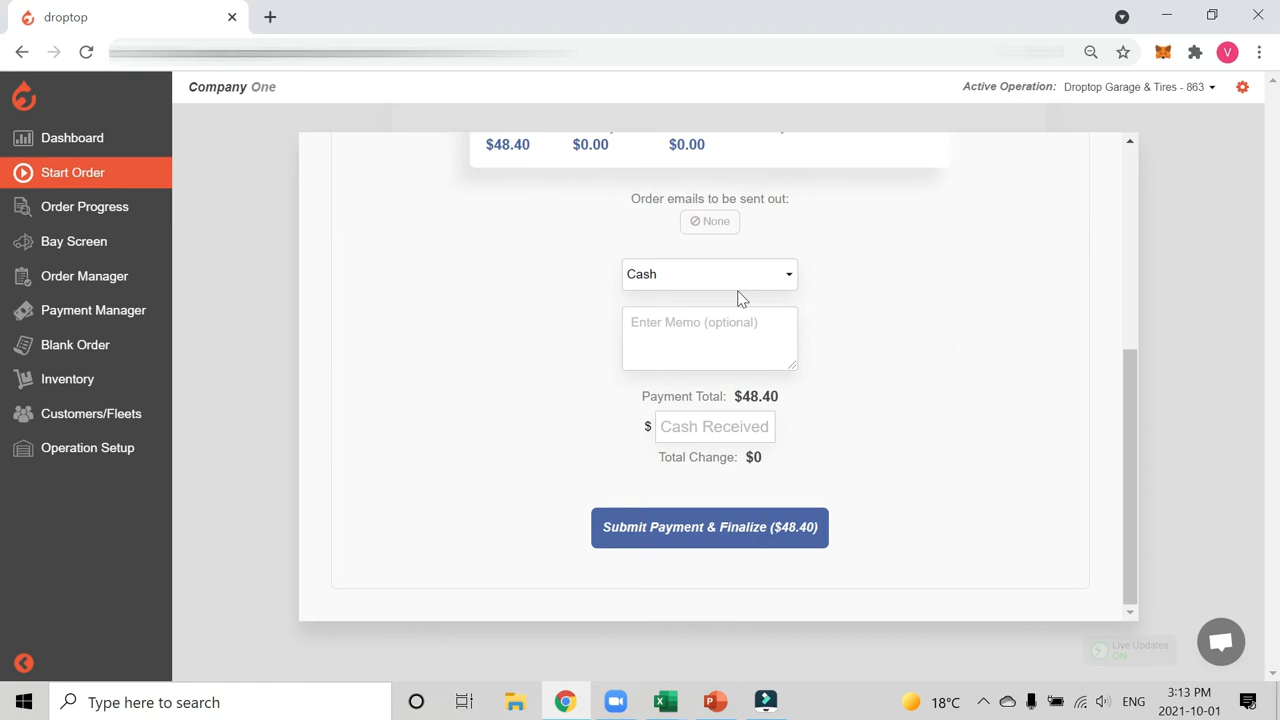 droptop
V
Company One
Active Operation: Droptop Garage & Tires - 863
Dashboard
Start Order
Order Progress
Bay Screen
Order Manager
Payment Manager
Blank Order
Inventory
Customers/Fleets
Operation Setup
$48.40 $0.00 $0.00
Order emails to be sent out:
None
Cash
Enter Memo (optional)
Payment Total: $48.40
$ Cash Received
Total Change: $0
Submit Payment & Finalize ($48.40)
Live Updates
ON
Type here to search
18°C
ENG
3:13 PM
2021-10-01